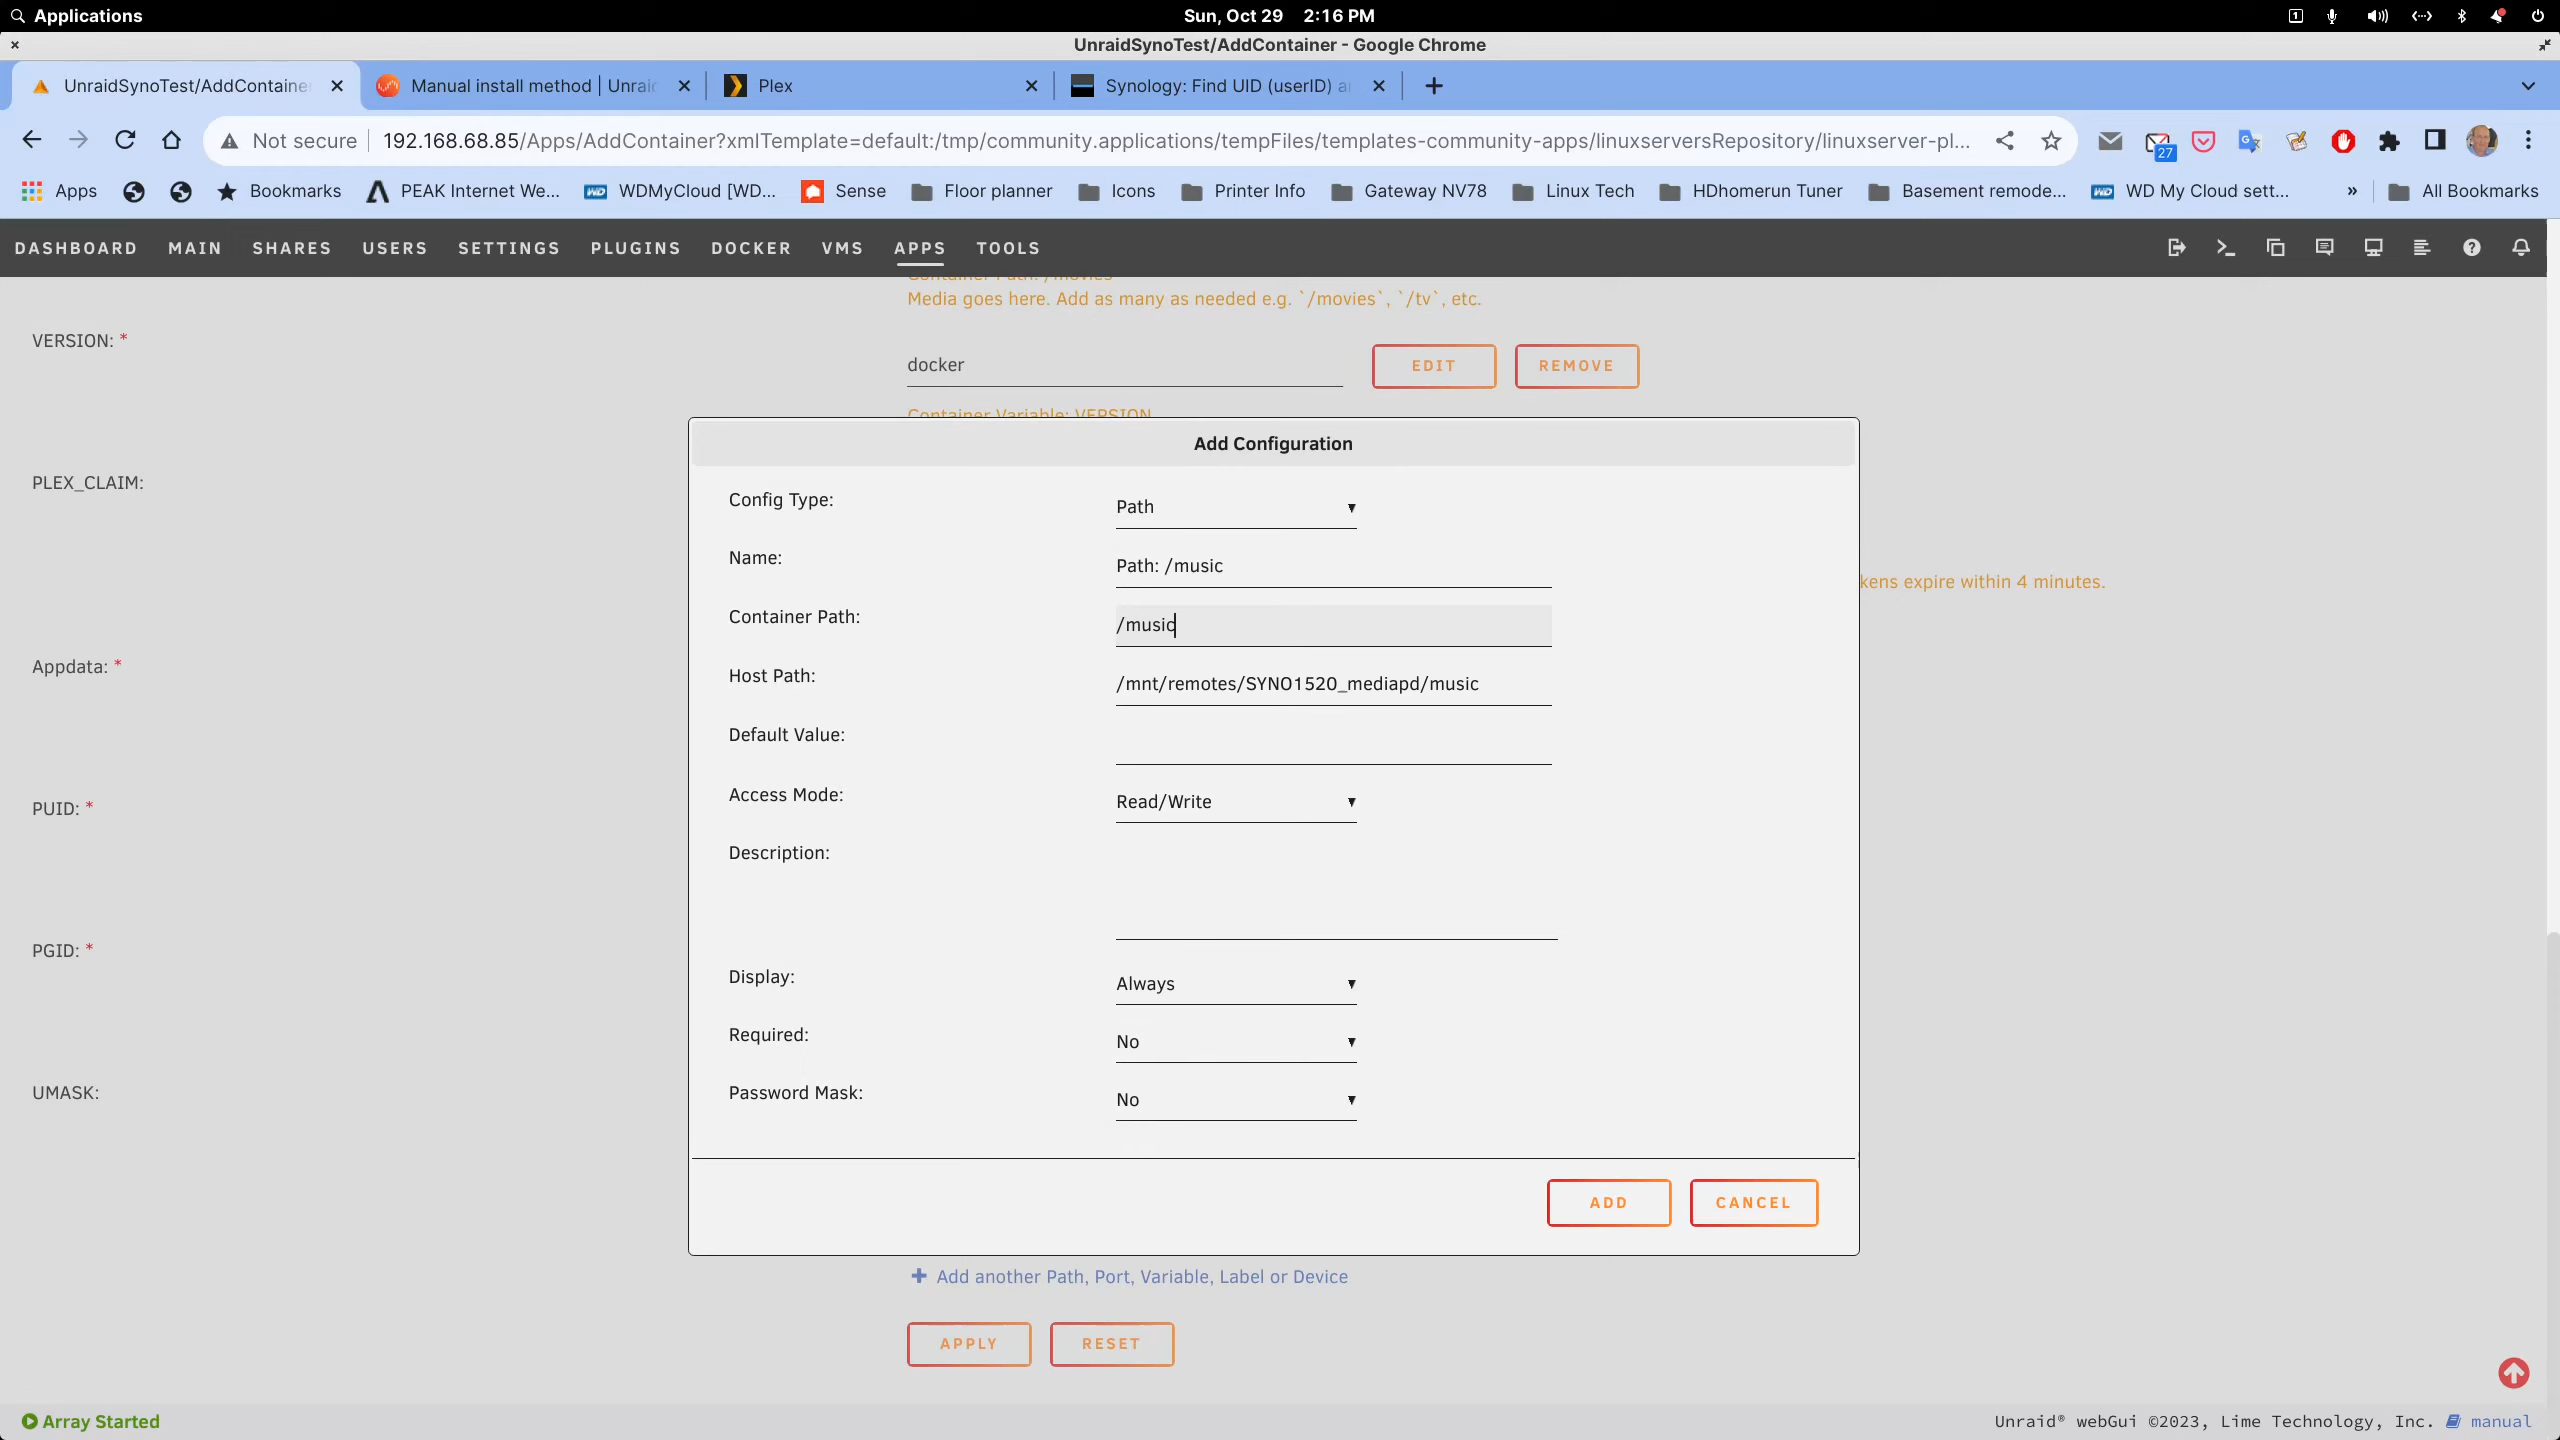 Applications
Sun, Oct 29 2:16 PM
1
UnraidSynoTest/AddContainer - Google Chrome
UnraidSynoTest/AddContaine
Manual install method | Unrai
Plex
Synology: Find UID (userID) a
Not secure
192.168.68.85/Apps/AddContainer?xmlTemplate=default:/tmp/community.applications/tempFiles/templates-community-apps/linuxserversRepository/linuxserver-pl...
27
Apps
Bookmarks
PEAK Internet We...
WDMyCloud [WD...
Sense
Floor planner
Icons
Printer Info
Gateway NV78
Linux Tech
HDhomerun Tuner
Basement remode...
WD My Cloud sett...
»
All Bookmarks
DASHBOARD MAIN SHARES USERS SETTINGS PLUGINS DOCKER VMS APPS TOOLS
Container Path: /movies
Media goes here. Add as many as needed e.g. `/movies`, `/tv`, etc.
VERSION: *
docker
EDIT
REMOVE
Container Variable: VERSION
PLEX_CLAIM:
kens expire within 4 minutes.
Appdata: *
PUID: *
PGID: *
UMASK:
Add Configuration
Config Type: Path
Name: Path: /music
Container Path: /music
Host Path: /mnt/remotes/SYNO1520_mediapd/music
Default Value:
Access Mode: Read/Write
Description:
Display: Always
Required: No
Password Mask: No
ADD
CANCEL
Add another Path, Port, Variable, Label or Device
APPLY
RESET
Array Started
Unraid® webGui ©2023, Lime Technology, Inc. manual